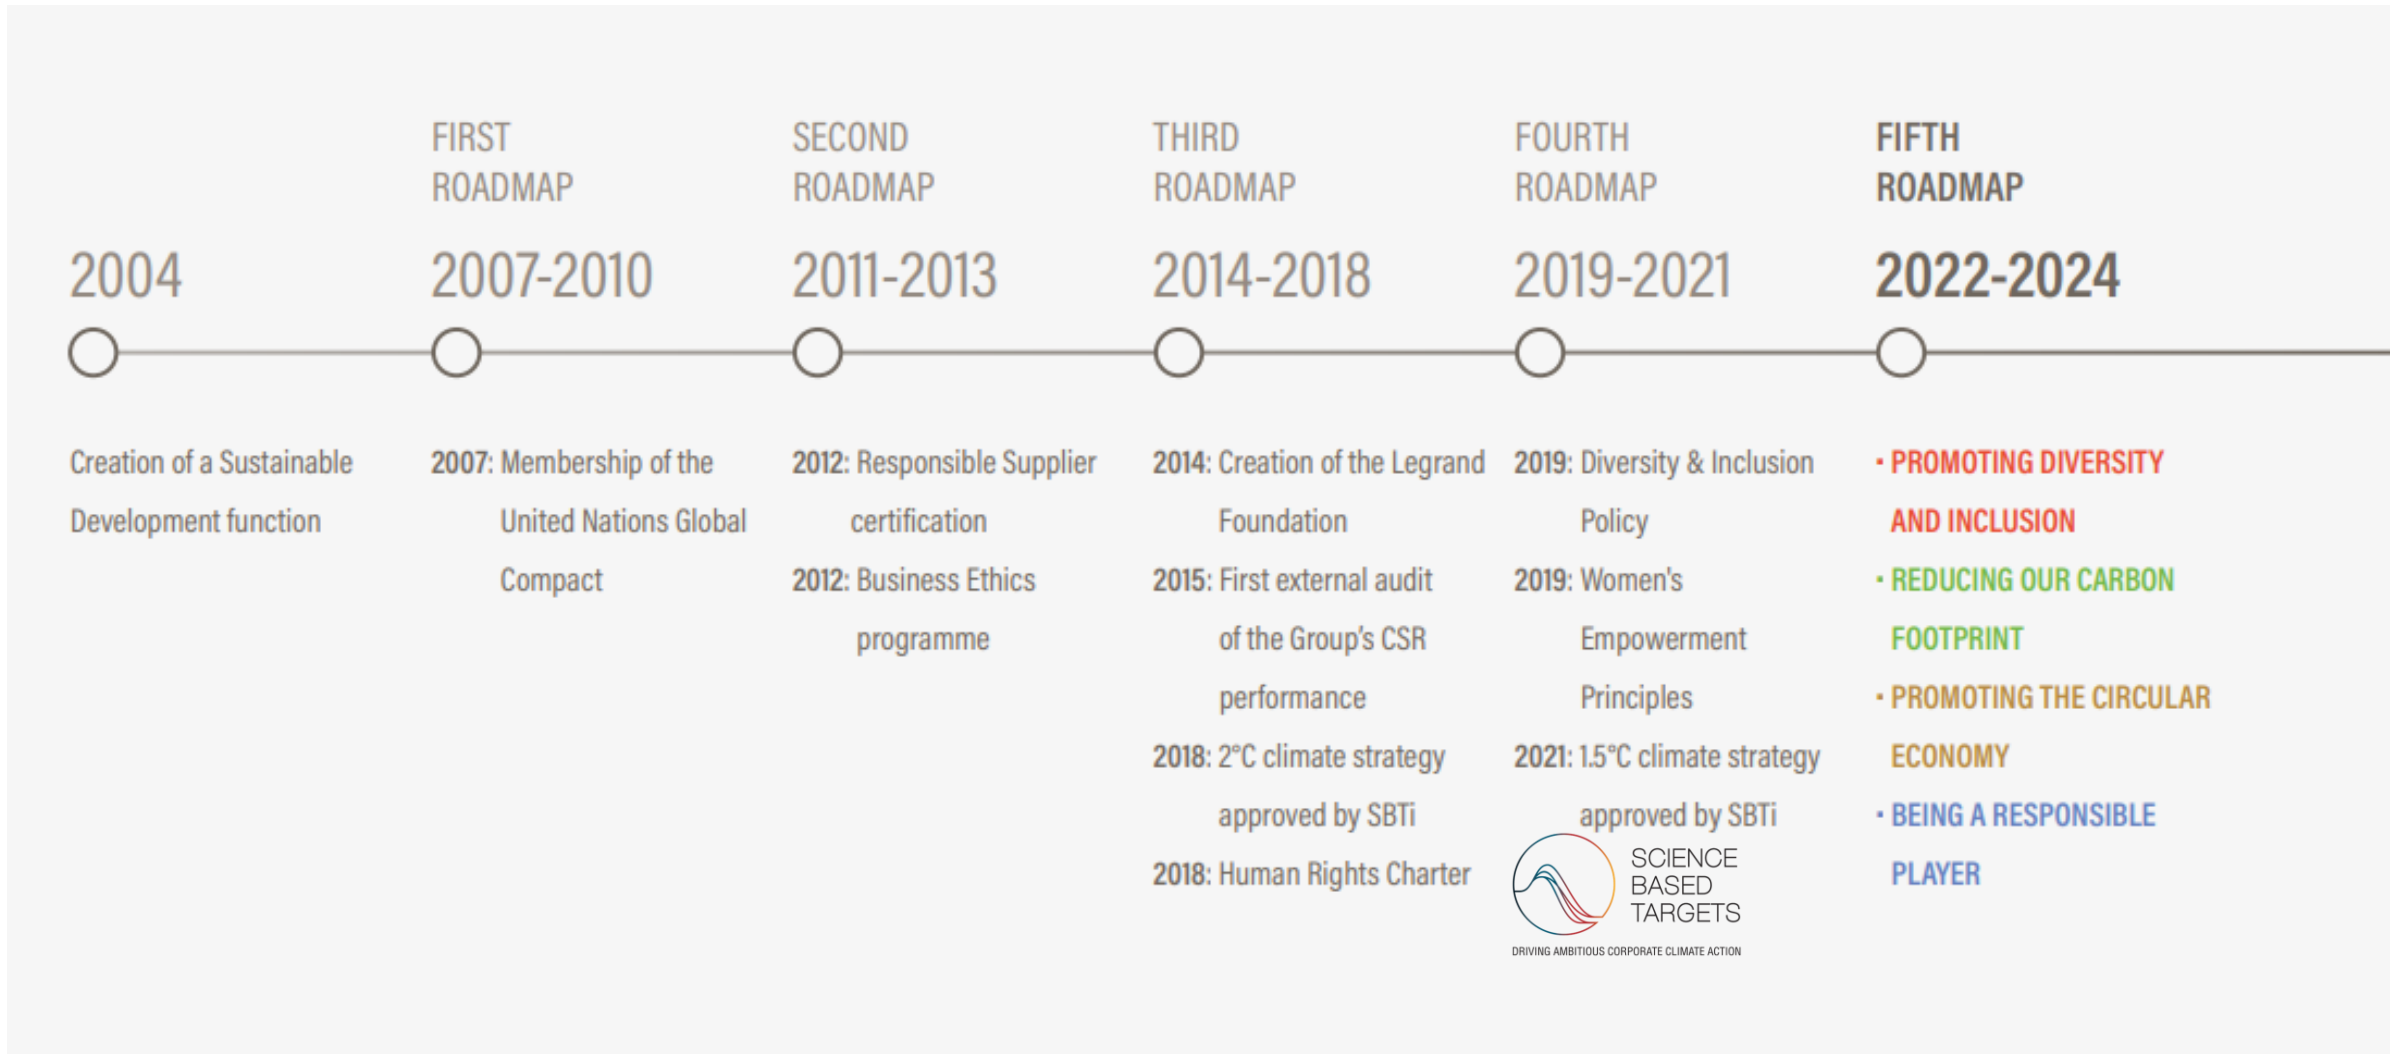 2004
Creation of a Sustainable
Development function
FIRST
ROADMAP
2007-2010
2007: Membership of the
United Nations Global
Compact
SECOND
ROADMAP
2011-2013
2012: Responsible Supplier
certification
2012: Business Ethics
programme
THIRD
ROADMAP
2014-2018
2014: Creation of the Legrand
Foundation
2015: First external audit
of the Group's CSR
performance
2018: 2°C climate strategy
approved by SBTi
2018: Human Rights Charter
FOURTH
ROADMAP
2019-2021
2019: Diversity & Inclusion
Policy
2019: Women's
Empowerment
Principles
2021: 1.5°C climate strategy
approved by SBTi
SCIENCE
BASED
TARGETS
DRIVING AMBITIOUS CORPORATE CLIMATE ACTION
FIFTH
ROADMAP
2022-2024
· PROMOTING DIVERSITY
AND INCLUSION
· REDUCING OUR CARBON
FOOTPRINT
· PROMOTING THE CIRCULAR
ECONOMY
· BEING A RESPONSIBLE
PLAYER